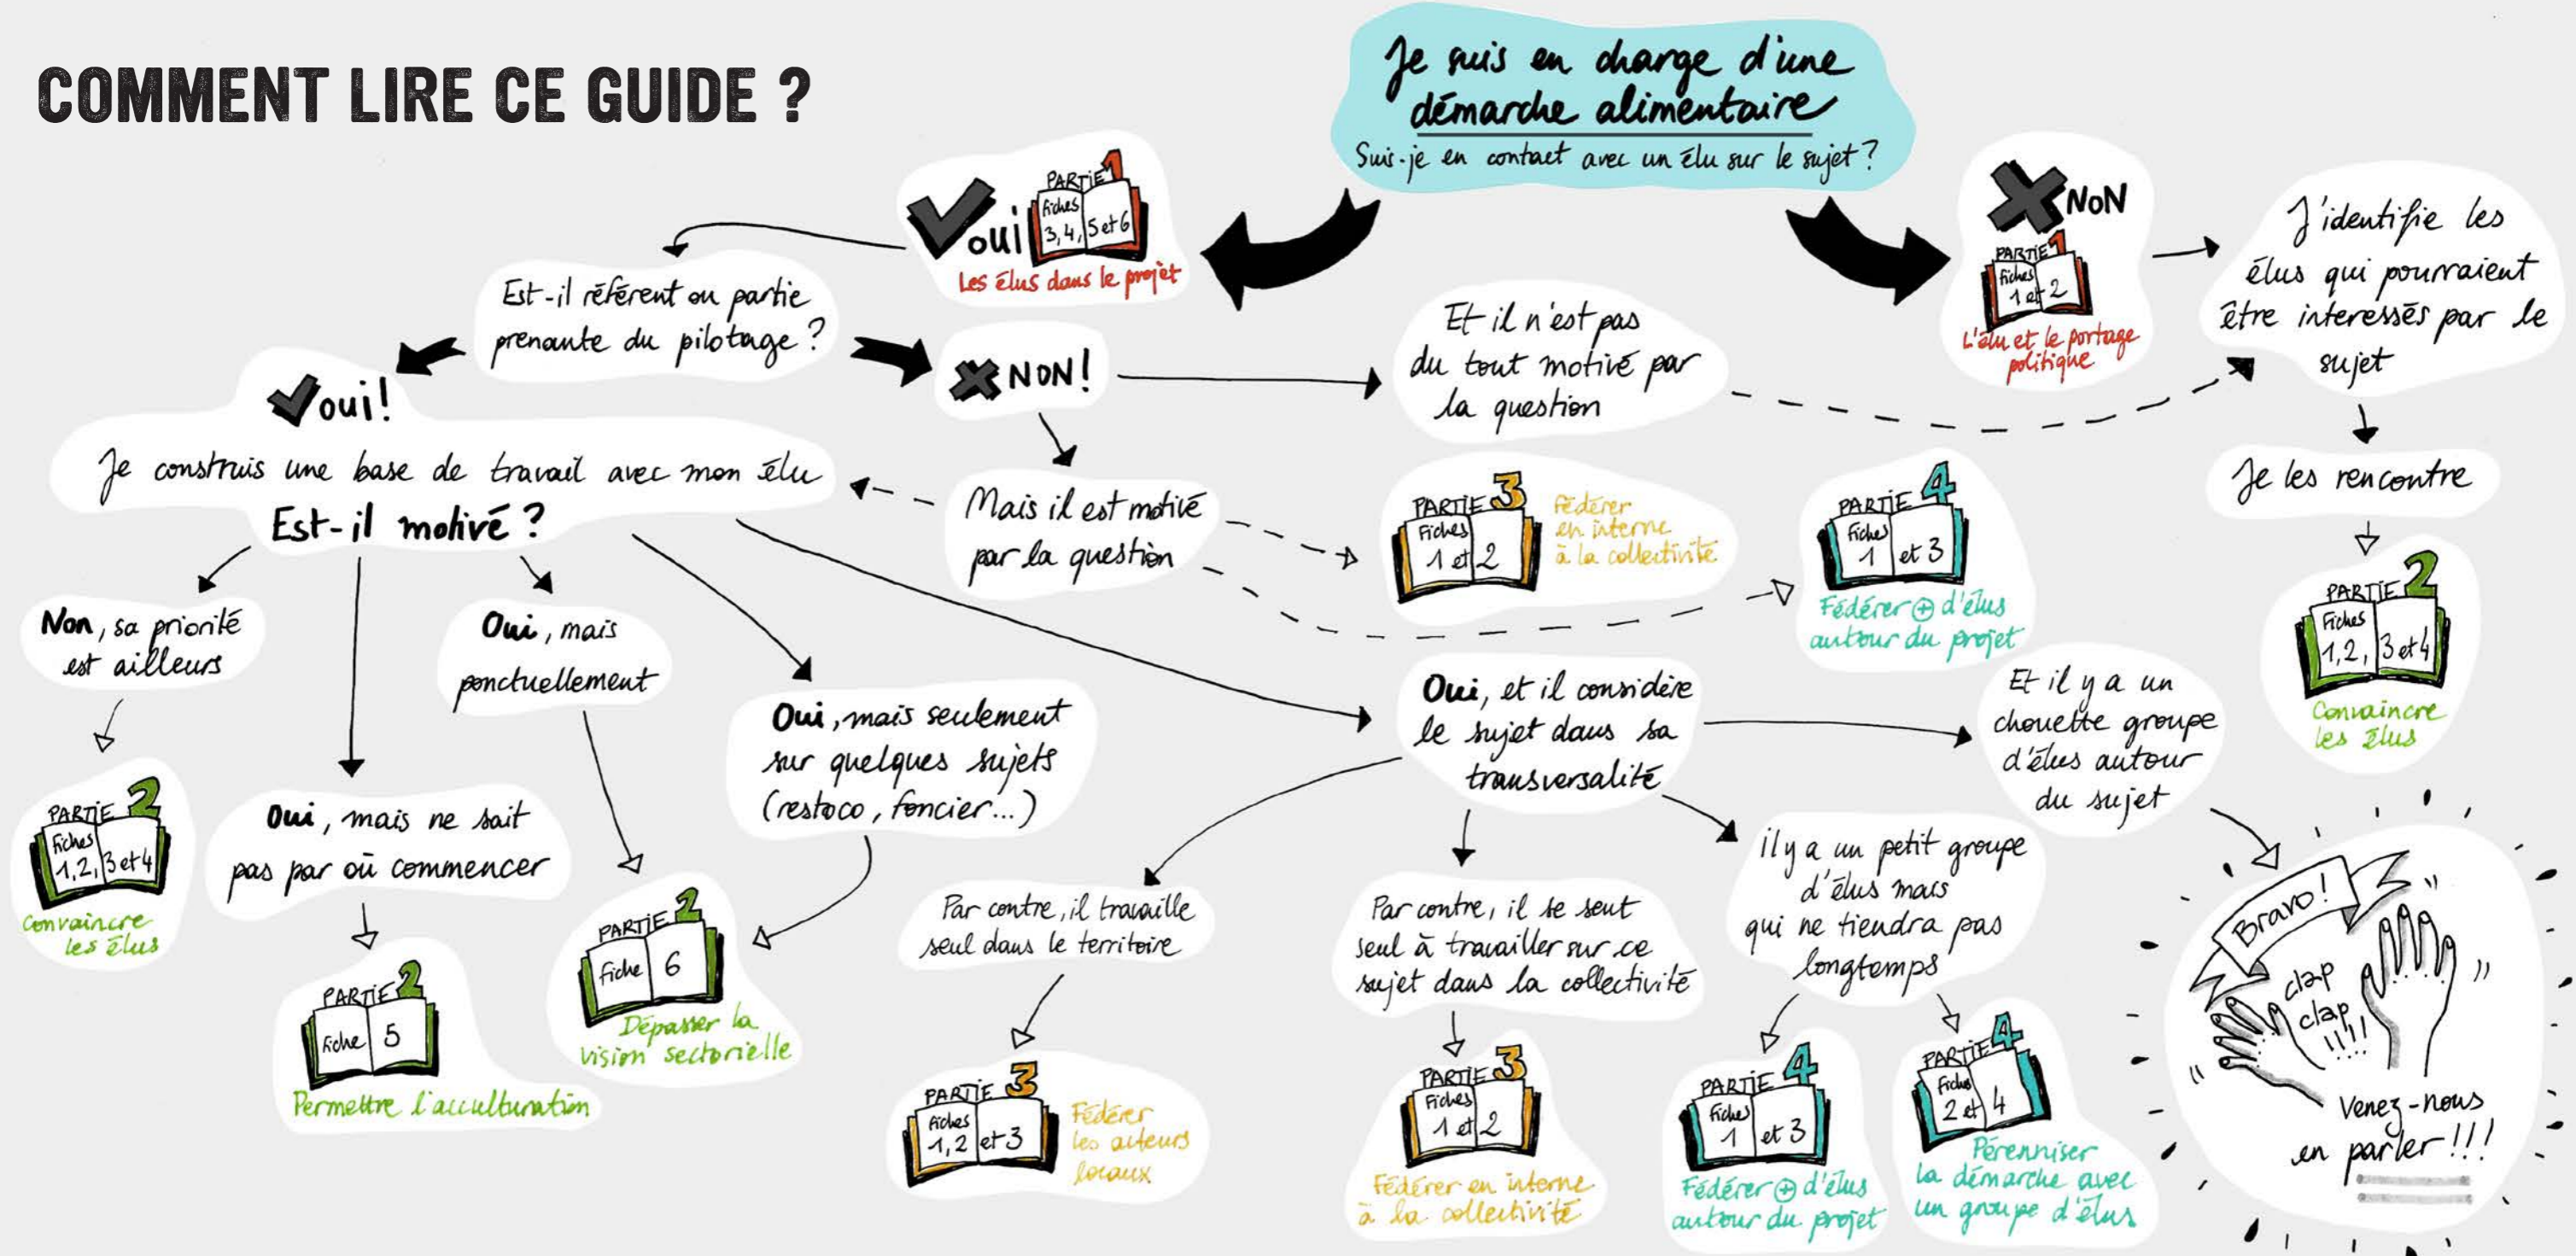 COMMENT LIRE CE GUIDE ?
Je suis en charge d'une
démarche alimentaire
Suis-je en contact avec un élu sur le sujet ?
oui
PARTIE 1
Fiches
3, 4, 5 et 6
Les élus dans le projet
NON
PARTIE 1
Fiches
1 et 2
L'élu et le portage
politique
J'identifie les
élus qui pourraient
être interessés par le
sujet
Je les rencontre
PARTIE 2
Fiches
1, 2, 3 et 4
Convaincre
les élus
Est-il référent ou partie
prenante du pilotage ?
oui !
Je construis une base de travail avec mon élu
Est-il motivé ?
NON !
Et il n'est pas
du tout motivé par
la question
Mais il est motivé
par la question
PARTIE 3
Fiches
1 et 2
Fédérer
en interne
à la collectivité
PARTIE 4
Fiches
1 et 3
Fédérer + d'élus
autour du projet
Non, sa priorité
est ailleurs
PARTIE 2
Fiches
1, 2, 3 et 4
Convaincre
les élus
Oui, mais ne sait
pas par où commencer
PARTIE 2
Fiche 5
Permettre l'acculturation
Oui, mais
ponctuellement
Oui, mais seulement
sur quelques sujets
(restoco, foncier...)
PARTIE 2
Fiche 6
Dépasser la
vision sectorielle
Oui, et il considère
le sujet dans sa
transversalité
Par contre, il travaille
seul dans le territoire
PARTIE 3
Fiches
1, 2 et 3
Fédérer
les acteurs
locaux
Par contre, il se sent
seul à travailler sur ce
sujet dans la collectivité
PARTIE 3
Fiches
1 et 2
Fédérer en interne
à la collectivité
il y a un petit groupe
d'élus mais
qui ne tiendra pas
longtemps
PARTIE 4
Fiches
1 et 3
Fédérer + d'élus
autour du projet
PARTIE 4
Fiches
2 et 4
Pérenniser
la démarche avec
un groupe d'élus
Et il y a un
chouette groupe
d'élus autour
du sujet
Bravo !
clap
clap
!!!!
Venez-nous
en parler !!!